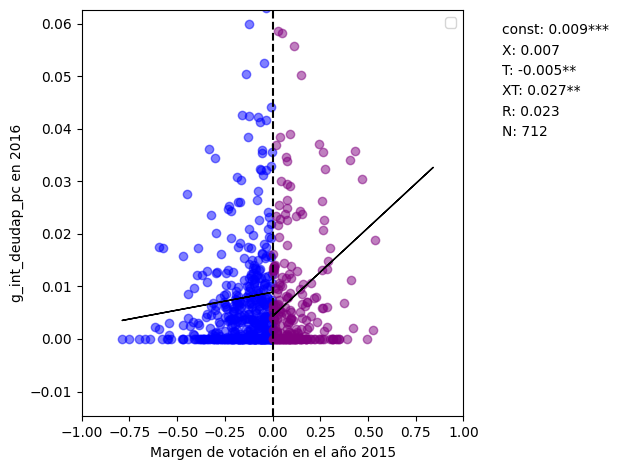 0.06
0.05
0.04
0.03
0.02
0.01
0.00
−0.01
g_int_deudap_pc en 2016
−1.00 −0.75 −0.50 −0.25 0.00 0.25 0.50 0.75 1.00
Margen de votación en el año 2015
const: 0.009***
X: 0.007
T: -0.005**
XT: 0.027**
R: 0.023
N: 712